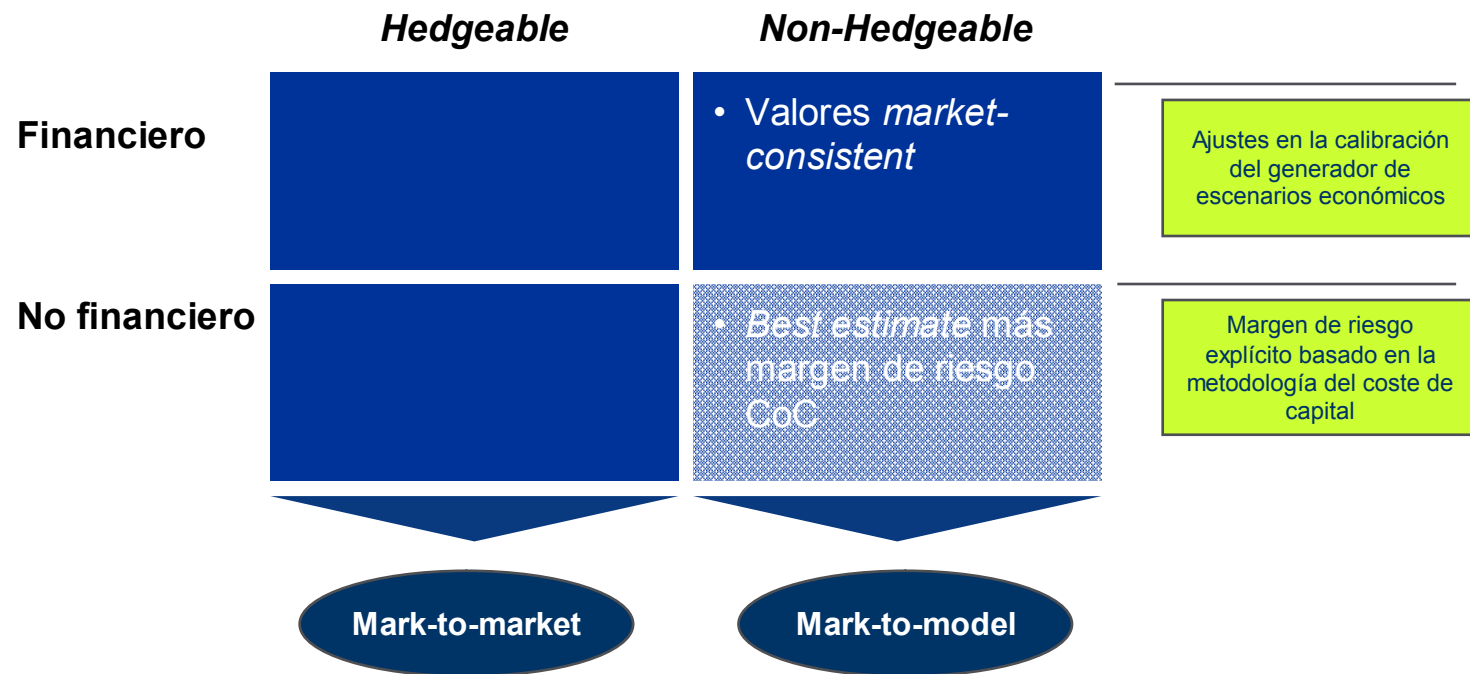 Hedgeable
Non-Hedgeable
Financiero
• Valores market-
consistent
Ajustes en la calibración
del generador de
escenarios económicos
No financiero
• Best estimate más
margen de riesgo
CoC
Margen de riesgo
explícito basado en la
metodología del coste de
capital
Mark-to-market
Mark-to-model